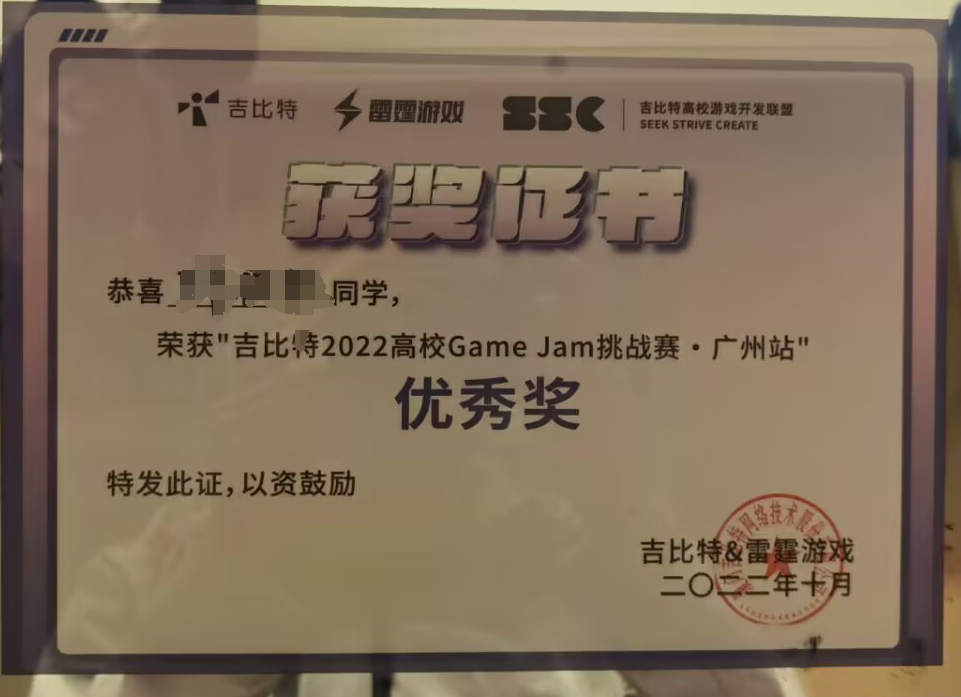 吉比特 雷霆游戏 SSC 吉比特高校游戏开发联盟
SEEK STRIVE CREATE
获奖证书
恭喜 同学，
荣获"吉比特2022高校Game Jam挑战赛·广州站"
优秀奖
特发此证，以资鼓励
吉比特&雷霆游戏
二〇二二年十月
网络技术股份